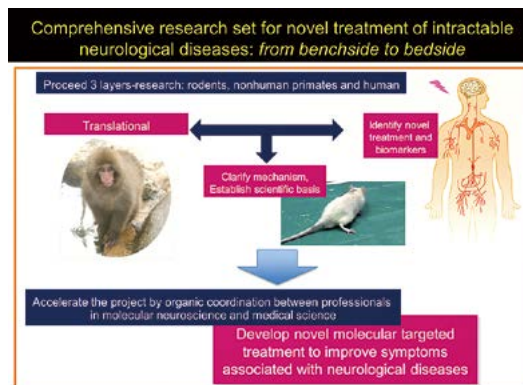 Comprehensive research set for novel treatment of intractable
neurological diseases: from benchside to bedside
Proceed 3 layers-research: rodents, nonhuman primates and human
Translational
Identify novel
treatment and
biomarkers
Clarify mechanism,
Establish scientific basis
Accelerate the project by organic coordination between professionals
in molecular neuroscience and medical science
Develop novel molecular targeted
treatment to improve symptoms
associated with neurological diseases